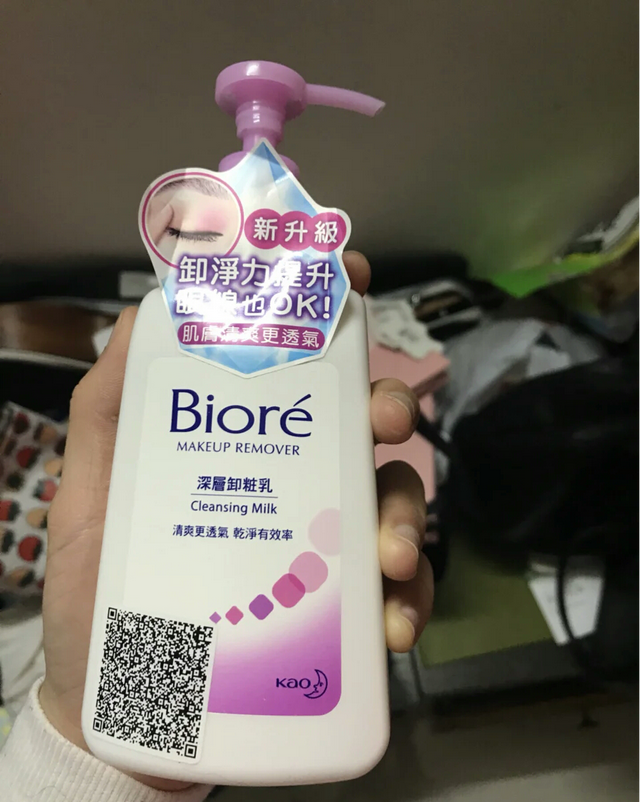 新升級
卸淨力提升
眼線也OK!
肌膚清爽更透氣
Bioré
MAKEUP REMOVER
深層卸粧乳
Cleansing Milk
清爽更透氣 乾淨有效率
Kao